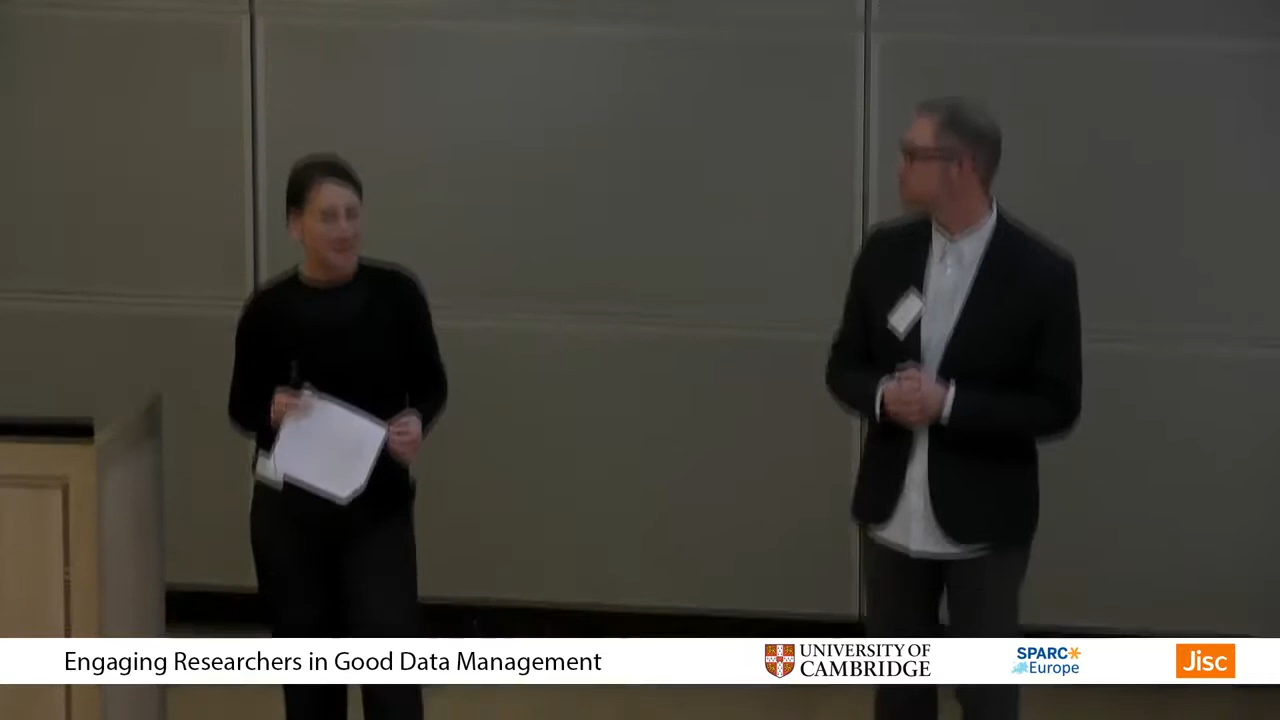 Engaging Researchers in Good Data Management
UNIVERSITY OF
CAMBRIDGE
SPARC
Europe
Jisc